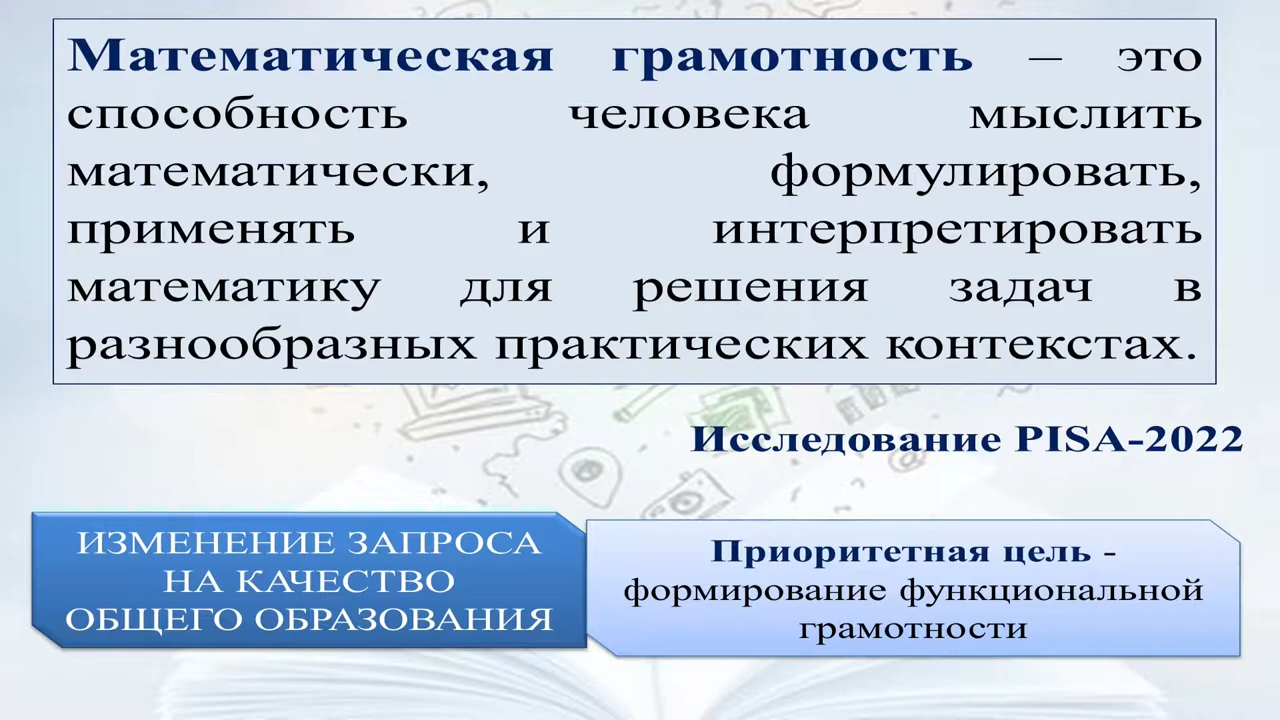 Математическая грамотность – это
способность человека мыслить
математически, формулировать,
применять и интерпретировать
математику для решения задач в
разнообразных практических контекстах.
Исследование PISA-2022
ИЗМЕНЕНИЕ ЗАПРОСА
НА КАЧЕСТВО
ОБЩЕГО ОБРАЗОВАНИЯ
Приоритетная цель -
формирование функциональной
грамотности